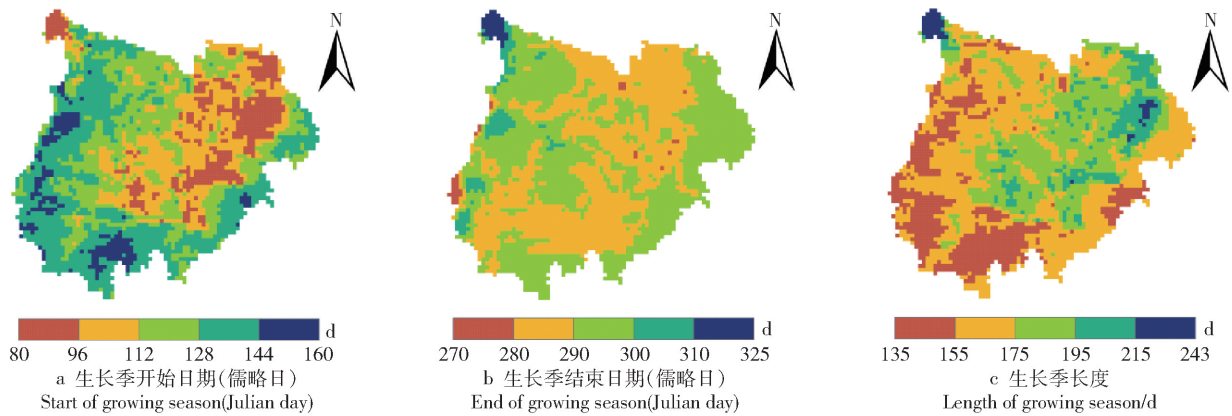 N
N
N
d
80 96 112 128 144 160
a 生长季开始日期(儒略日)
Start of growing season(Julian day)
d
270 280 290 300 310 325
b 生长季结束日期(儒略日)
End of growing season(Julian day)
d
135 155 175 195 215 243
c 生长季长度
Length of growing season/d